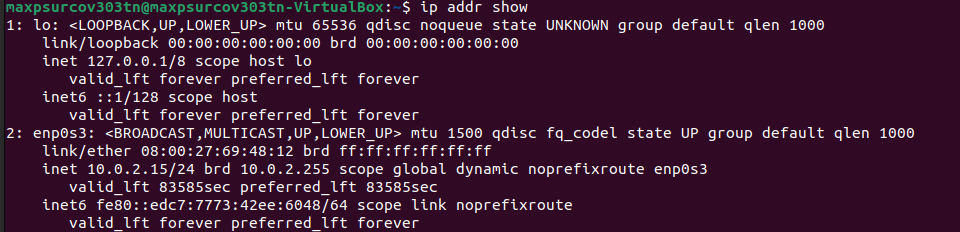 maxpsurcov303tn@maxpsurcov303tn-VirtualBox:~$ ip addr show
1: lo: <LOOPBACK,UP,LOWER_UP> mtu 65536 qdisc noqueue state UNKNOWN group default qlen 1000
    link/loopback 00:00:00:00:00:00 brd 00:00:00:00:00:00
    inet 127.0.0.1/8 scope host lo
       valid_lft forever preferred_lft forever
    inet6 ::1/128 scope host
       valid_lft forever preferred_lft forever
2: enp0s3: <BROADCAST,MULTICAST,UP,LOWER_UP> mtu 1500 qdisc fq_codel state UP group default qlen 1000
    link/ether 08:00:27:69:48:12 brd ff:ff:ff:ff:ff:ff
    inet 10.0.2.15/24 brd 10.0.2.255 scope global dynamic noprefixroute enp0s3
       valid_lft 83585sec preferred_lft 83585sec
    inet6 fe80::edc7:7773:42ee:6048/64 scope link noprefixroute
       valid_lft forever preferred_lft forever